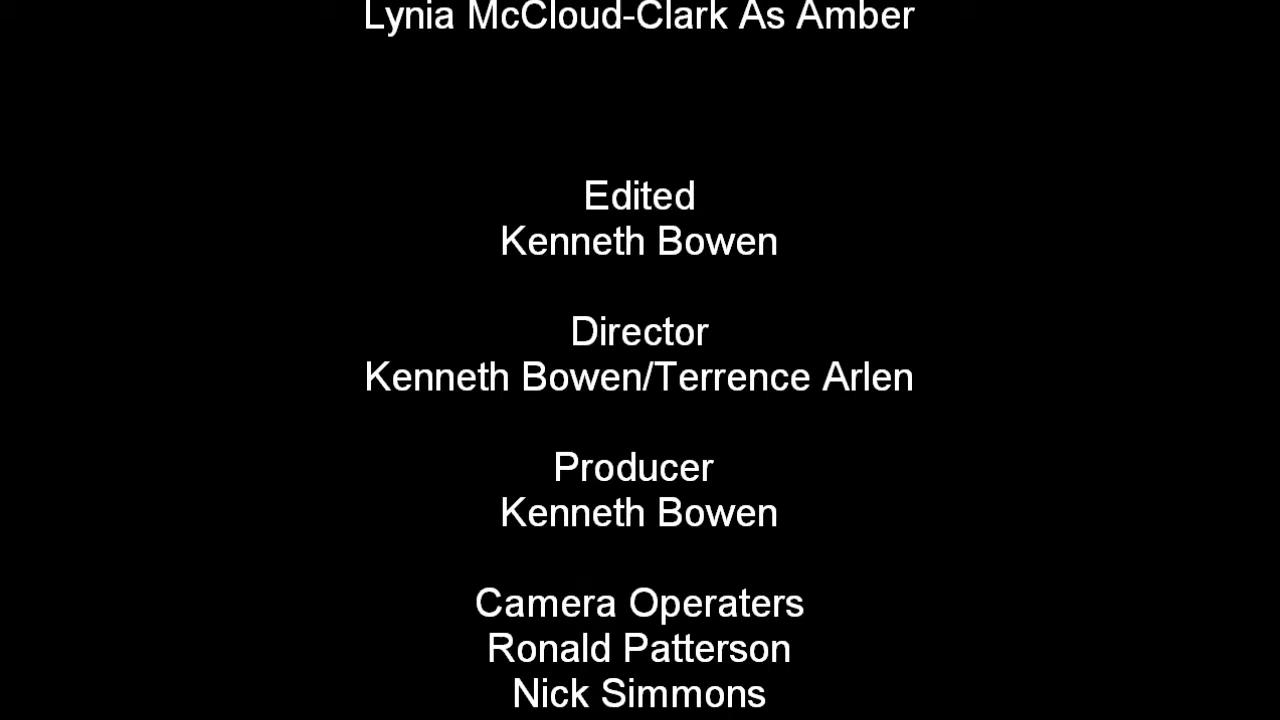 Lynia McCloud-Clark As Amber
Edited
Kenneth Bowen
Director
Kenneth Bowen/Terrence Arlen
Producer
Kenneth Bowen
Camera Operaters
Ronald Patterson
Nick Simmons